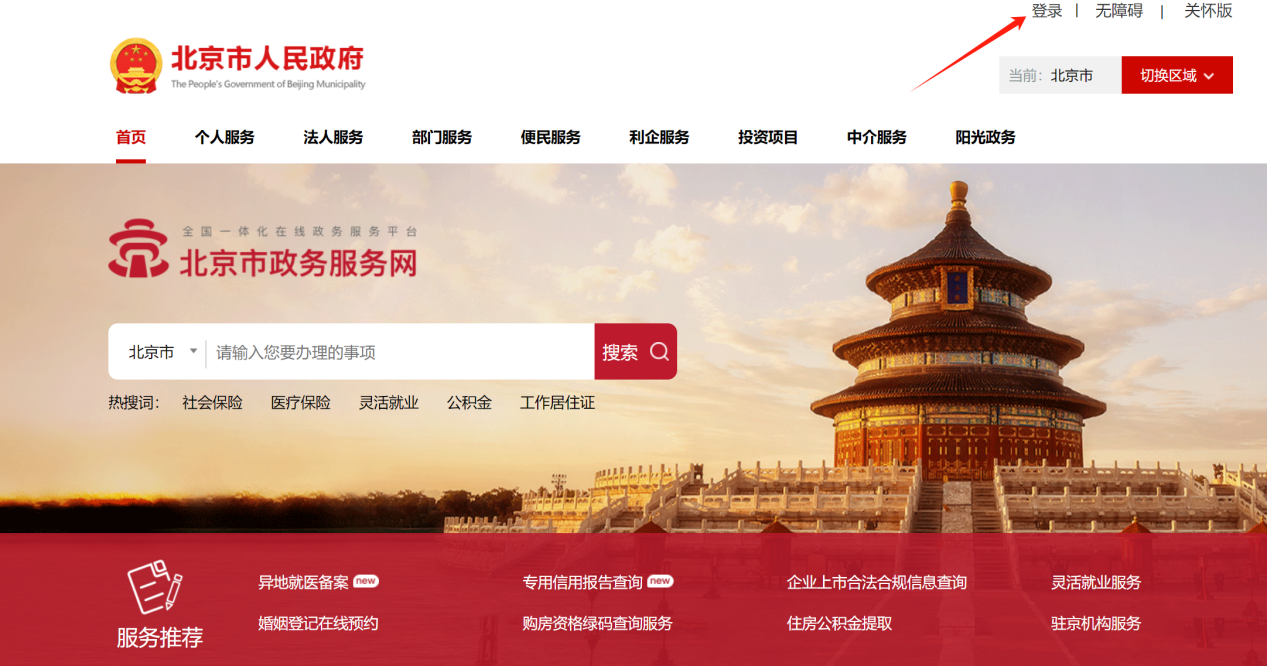 登录 | 无障碍 | 关怀版
北京市人民政府
The People's Government of Beijing Municipality
当前: 北京市 切换区域
首页 个人服务 法人服务 部门服务 便民服务 利企服务 投资项目 中介服务 阳光政务
全国一体化在线政务服务平台
北京市政务服务网
北京市 请输入您要办理的事项 搜索
热搜词: 社会保险 医疗保险 灵活就业 公积金 工作居住证
异地就医备案 new 专用信用报告查询 new 企业上市合法合规信息查询 灵活就业服务
婚姻登记在线预约 购房资格绿码查询服务 住房公积金提取 驻京机构服务
服务推荐